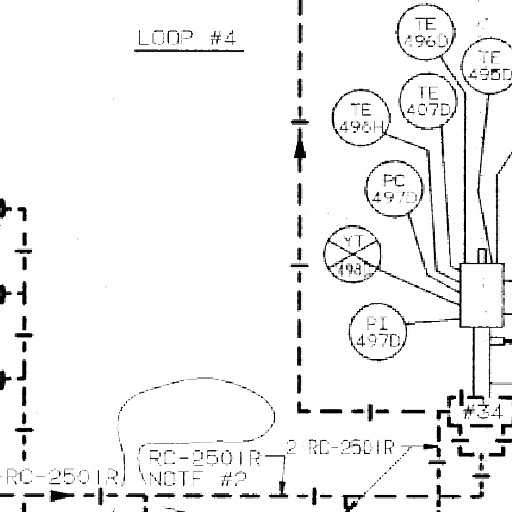 LOOP #4
TE
496D
TE
495D
TE
407D
TE
496H
PC
497D
YT
498D
PI
497D
#34
2 RC-2501R
RC-2501R
NOTE #2
-RC-2501R